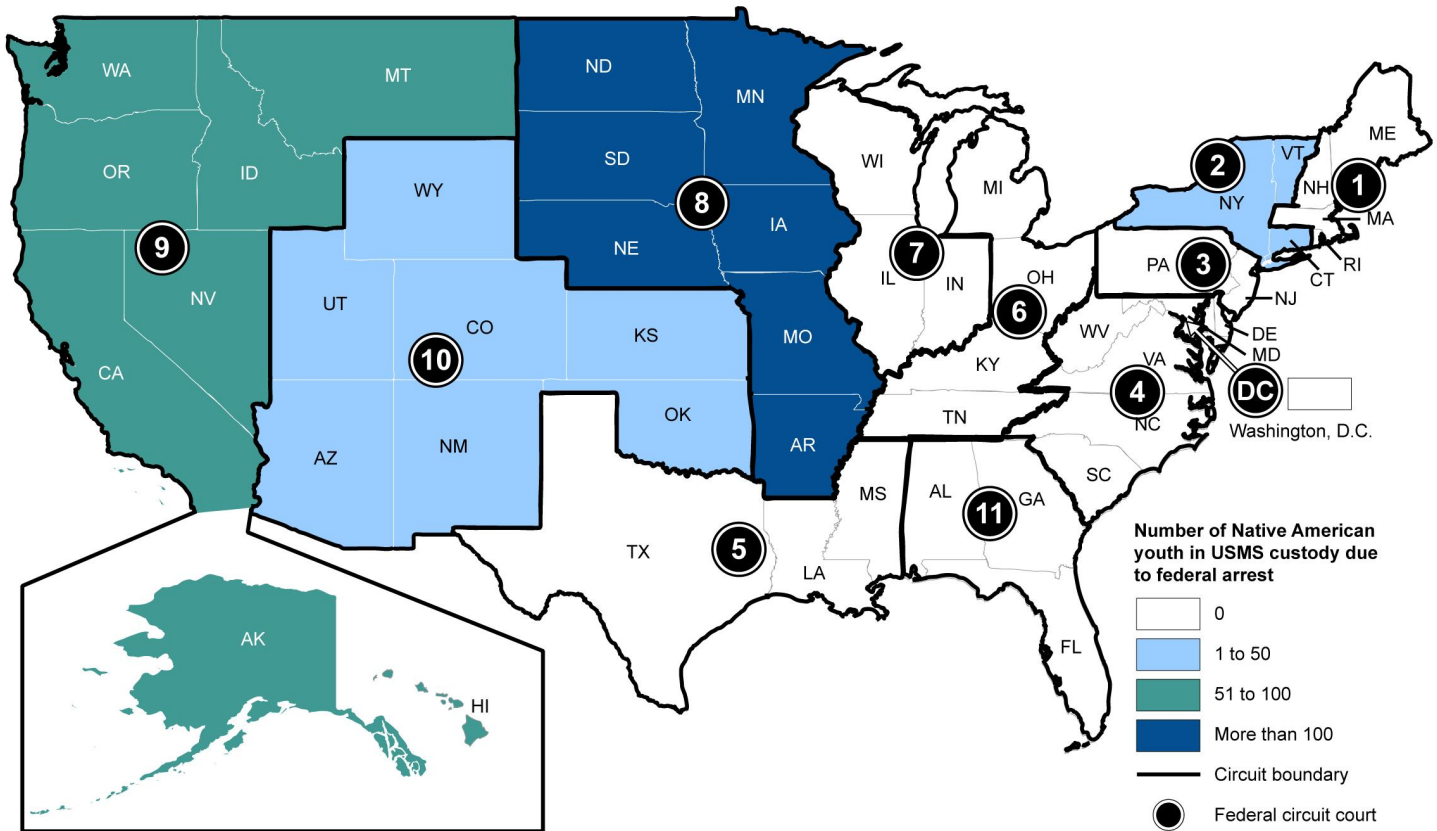 WA
MT
ND
MN
ME
OR
ID
SD
WI
MI
VT
2
NH
1
WY
8
NY
MA
9
NE
IA
7
PA
3
RI
CT
NV
UT
CO
IL
IN
OH
NJ
10
KS
MO
6
WV
DE
MD
CA
KY
VA
4
DC
AZ
NM
OK
AR
TN
NC
Washington, D.C.
MS
AL
GA
SC
11
TX
5
LA
FL
AK
HI
Number of Native American
youth in USMS custody due
to federal arrest
0
1 to 50
51 to 100
More than 100
Circuit boundary
Federal circuit court